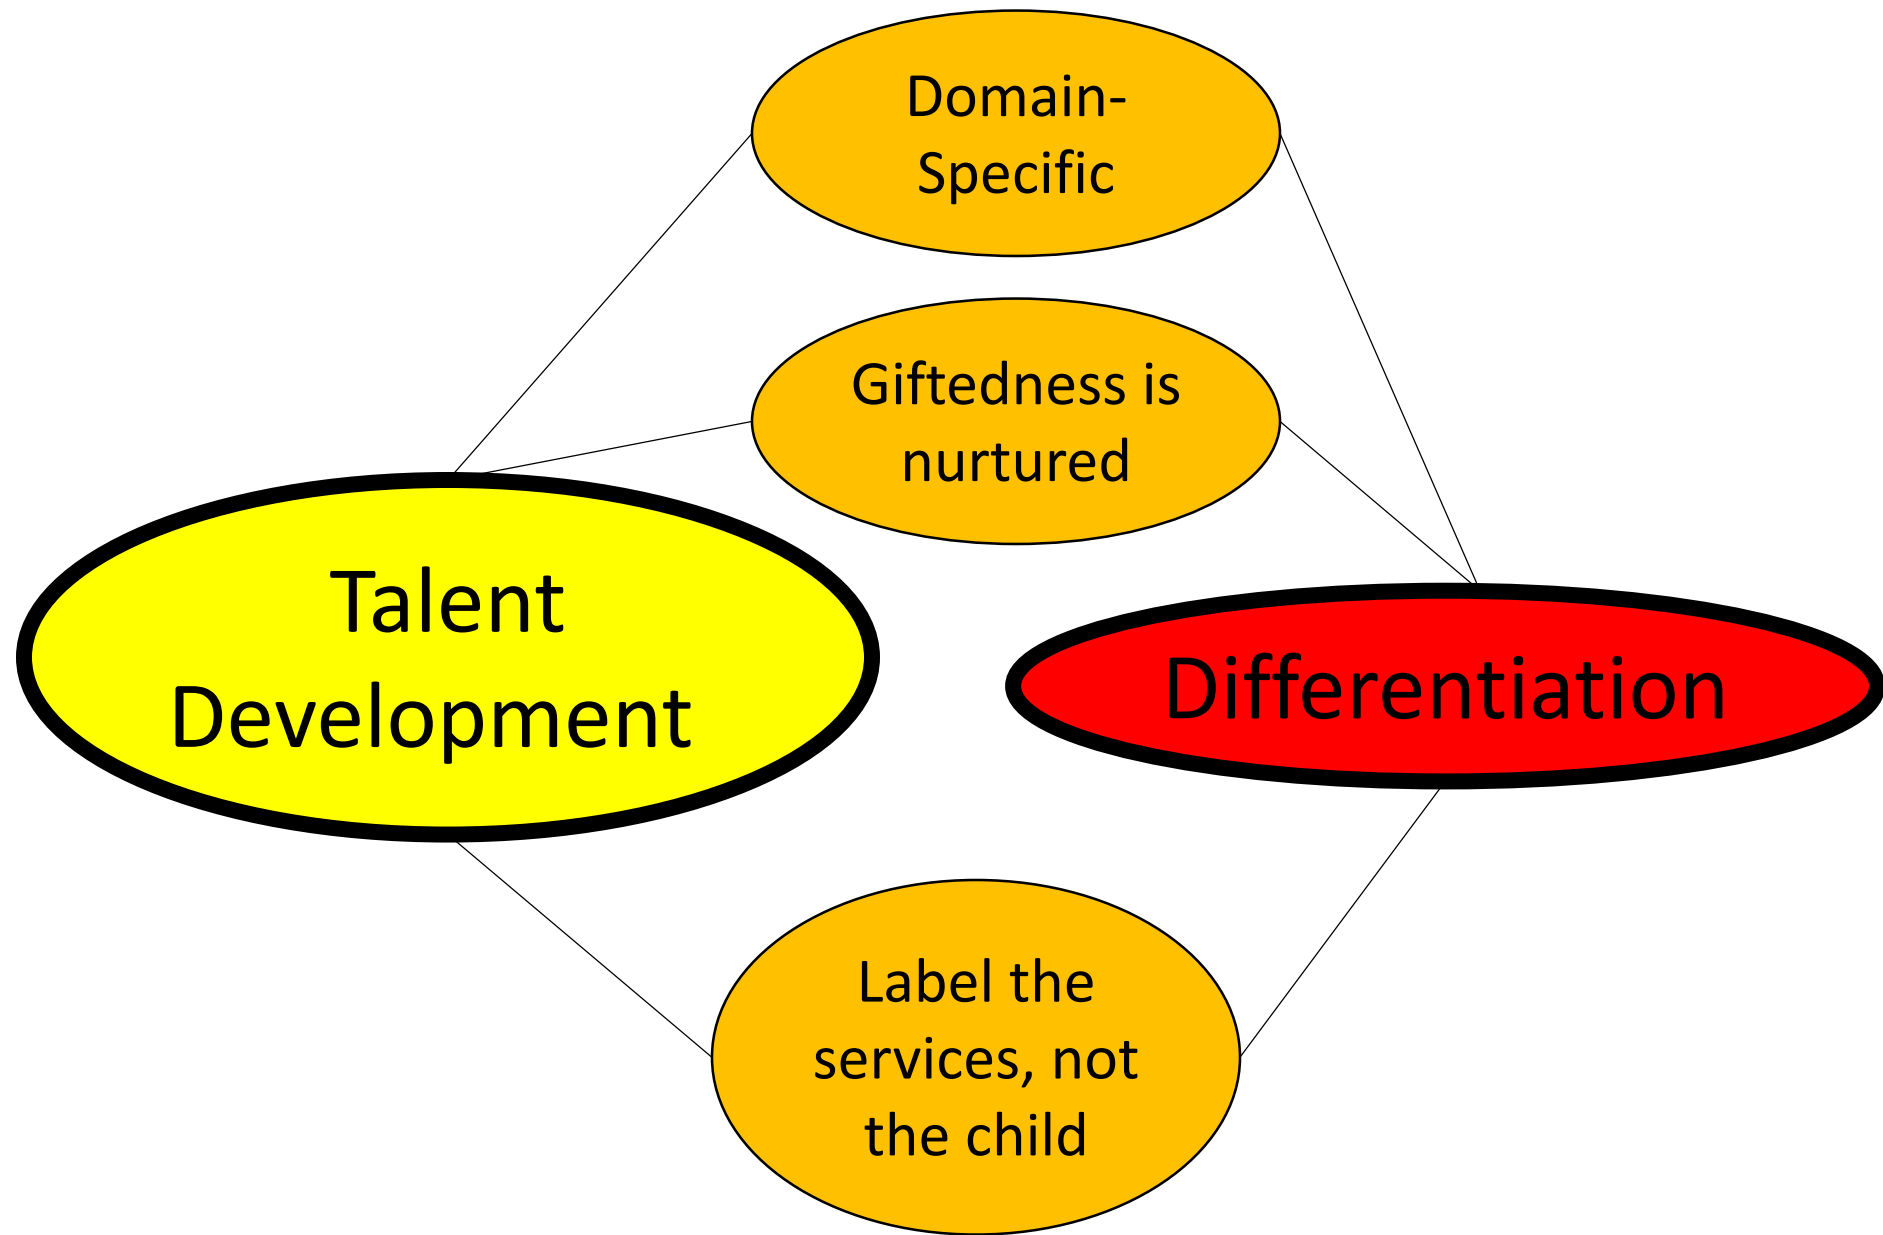 Domain-
Specific
Giftedness is
nurtured
Talent
Development
Differentiation
Label the
services, not
the child